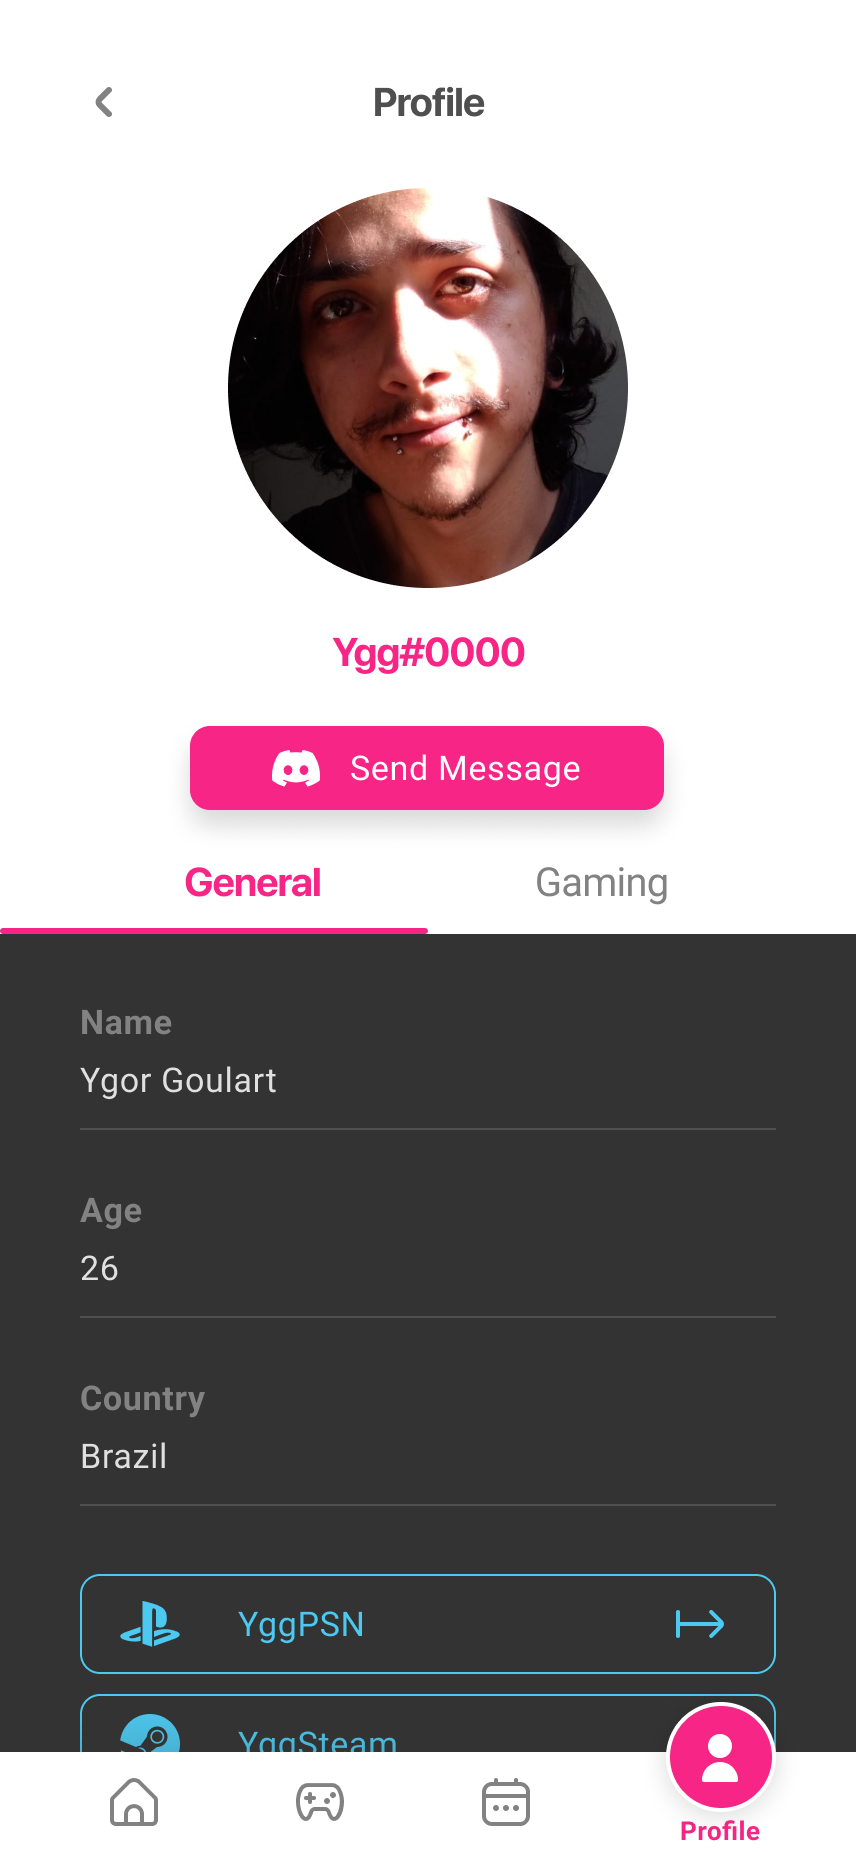 Profile
Ygg#0000
Send Message
General
Gaming
Name
Ygor Goulart
Age
26
Country
Brazil
YggPSN
YggSteam
Profile